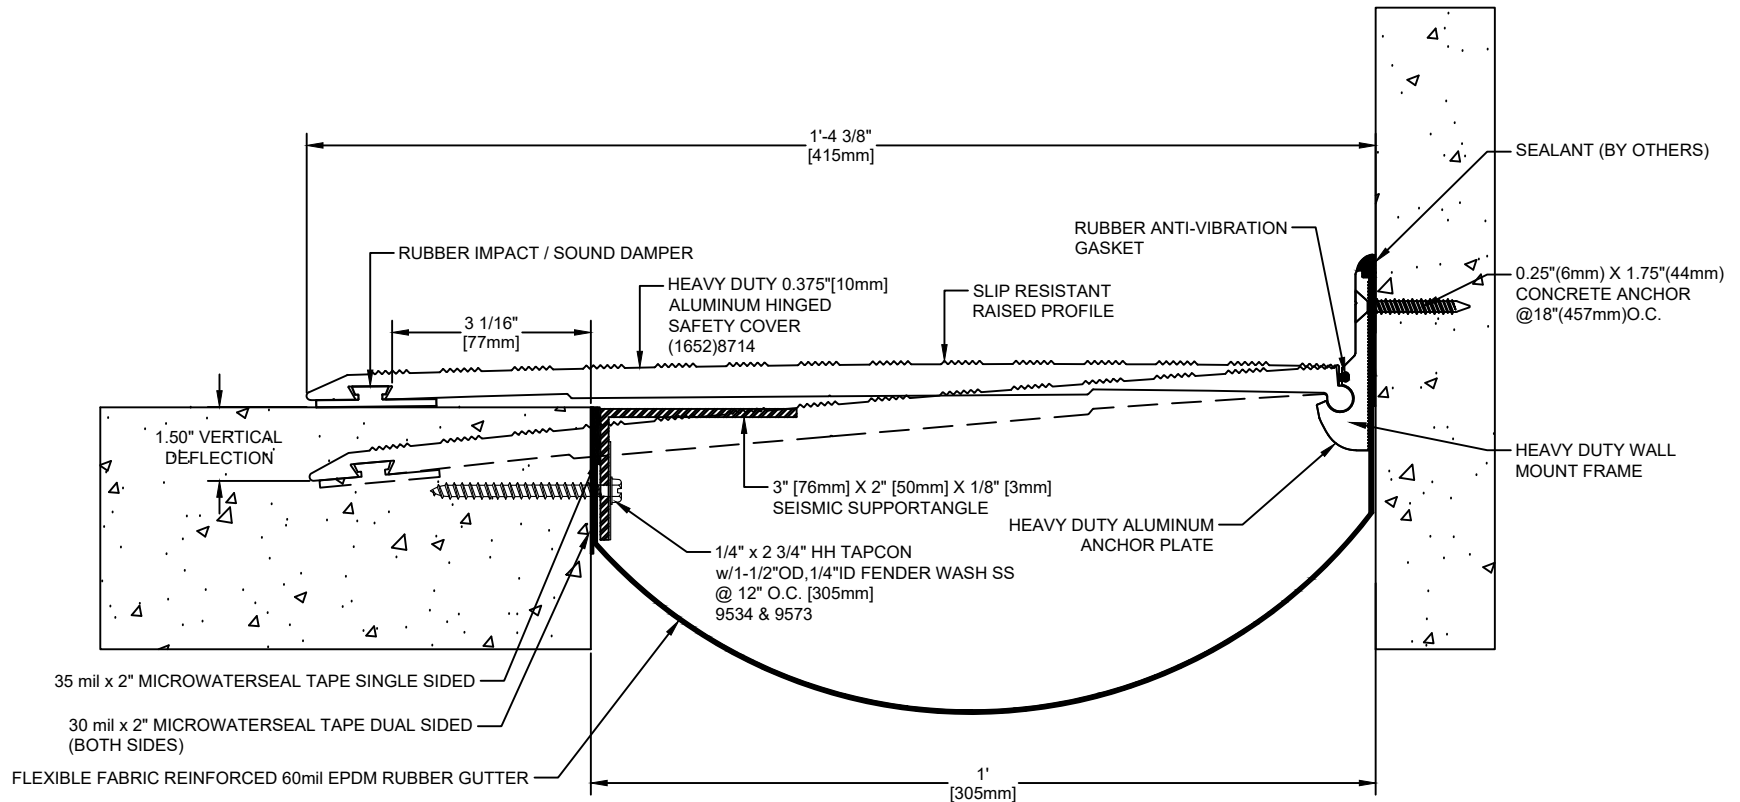 1'-4 3/8"
[415mm]
SEALANT (BY OTHERS)
RUBBER ANTI-VIBRATION
GASKET
RUBBER IMPACT / SOUND DAMPER
HEAVY DUTY 0.375"[10mm]
ALUMINUM HINGED
SAFETY COVER
(1652)8714
SLIP RESISTANT
RAISED PROFILE
0.25"(6mm) X 1.75"(44mm)
CONCRETE ANCHOR
@18"(457mm)O.C.
3 1/16"
[77mm]
1.50" VERTICAL
DEFLECTION
HEAVY DUTY WALL
MOUNT FRAME
3" [76mm] X 2" [50mm] X 1/8" [3mm]
SEISMIC SUPPORTANGLE
HEAVY DUTY ALUMINUM
ANCHOR PLATE
1/4" x 2 3/4" HH TAPCON
w/1-1/2"OD,1/4"ID FENDER WASH SS
@ 12" O.C. [305mm]
9534 & 9573
35 mil x 2" MICROWATERSEAL TAPE SINGLE SIDED
30 mil x 2" MICROWATERSEAL TAPE DUAL SIDED
(BOTH SIDES)
FLEXIBLE FABRIC REINFORCED 60mil EPDM RUBBER GUTTER
1'
[305mm]